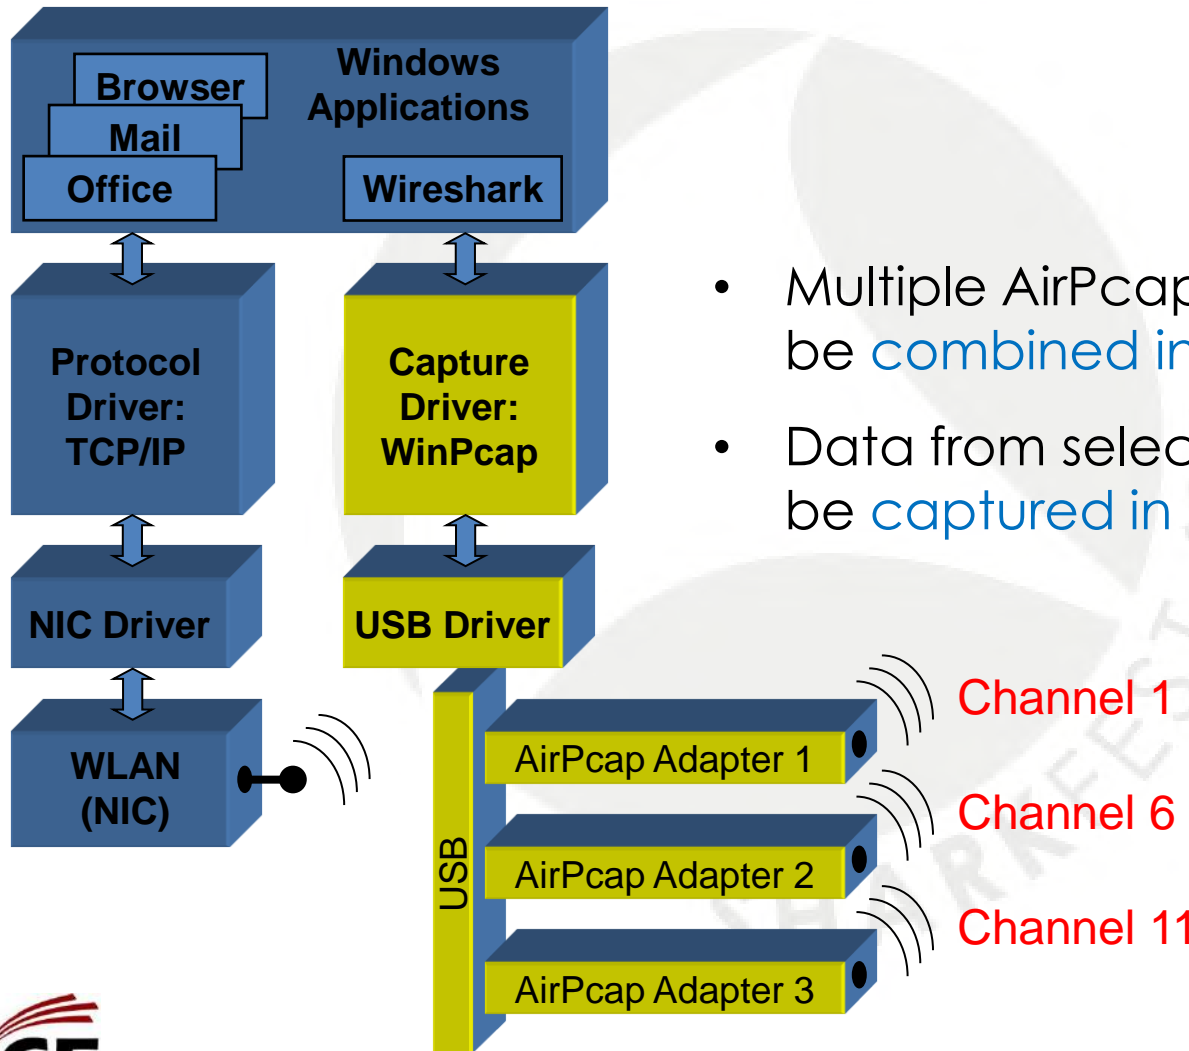 Windows
Applications
Browser
Mail
Office
Wireshark
Protocol
Driver:
TCP/IP
Capture
Driver:
WinPcap
NIC Driver
USB Driver
WLAN
(NIC)
USB
AirPcap Adapter 1
AirPcap Adapter 2
AirPcap Adapter 3
Channel 1
Channel 6
Channel 11
• Multiple AirPcap
be combined in
• Data from selec
be captured in